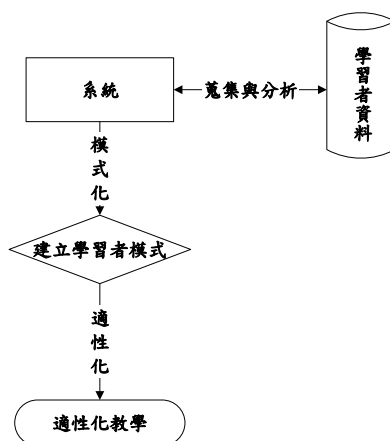 系統
蒐集與分析
學習者資料
模式化
建立學習者模式
適性化
適性化教學